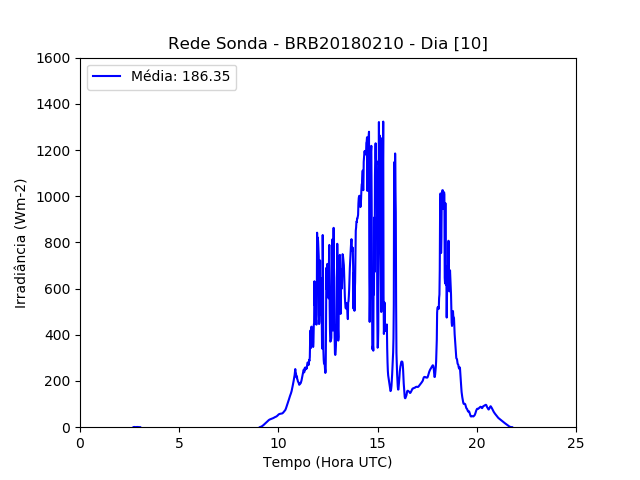 Rede Sonda - BRB20180210 - Dia [10]
Média: 186.35
Irradiância (Wm-2)
1600
1400
1200
1000
800
600
400
200
0
0 5 10 15 20 25
Tempo (Hora UTC)